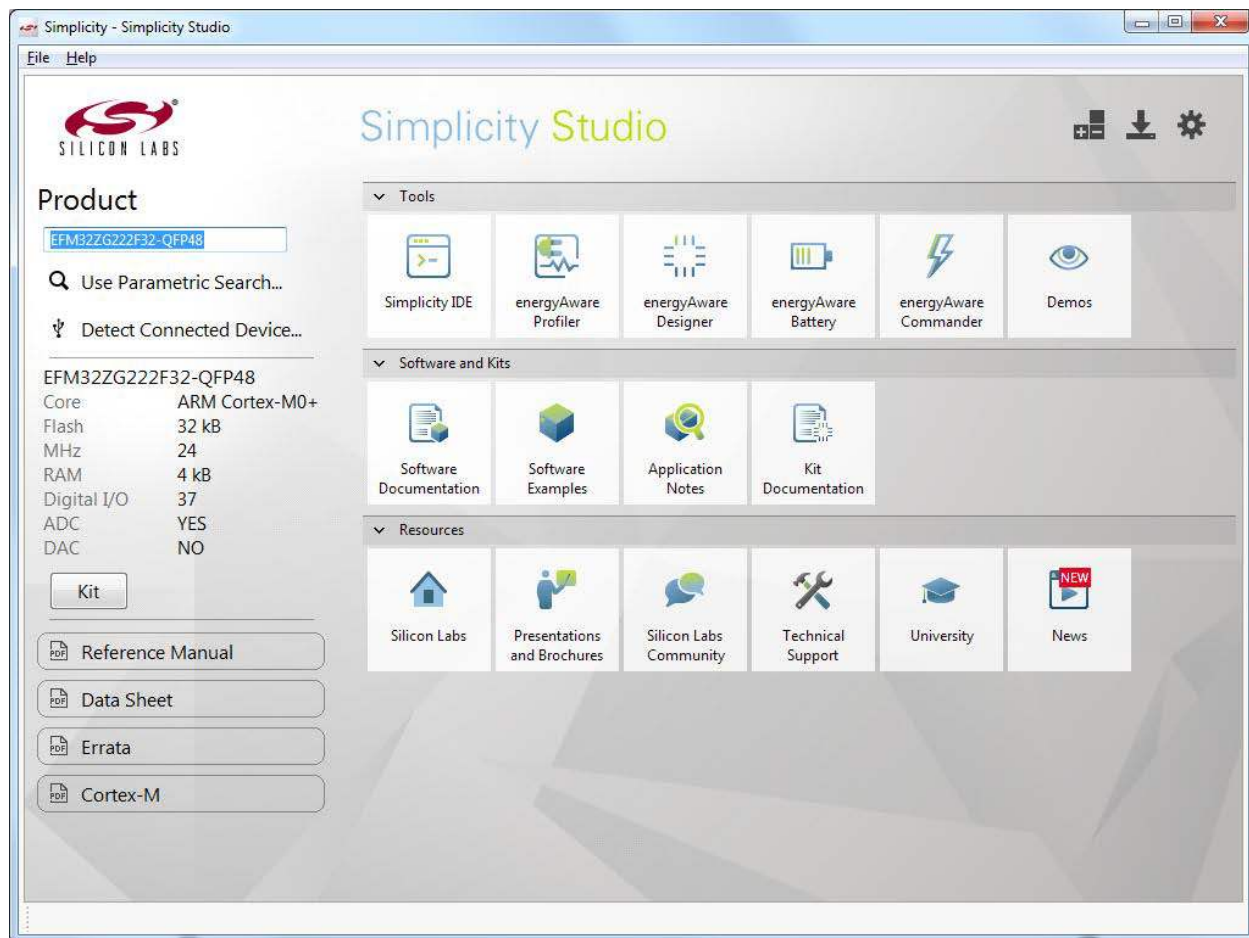 Simplicity - Simplicity Studio
File Help
SILICON LABS
Simplicity Studio
Product
EFM32ZG222F32-QFP48
Use Parametric Search...
Detect Connected Device...
EFM32ZG222F32-QFP48
Core ARM Cortex-M0+
Flash 32 kB
MHz 24
RAM 4 kB
Digital I/O 37
ADC YES
DAC NO
Kit
PDF Reference Manual
PDF Data Sheet
PDF Errata
PDF Cortex-M
Tools
Simplicity IDE
energyAware
Profiler
energyAware
Designer
energyAware
Battery
energyAware
Commander
Demos
Software and Kits
Software
Documentation
Software
Examples
Application
Notes
Kit
Documentation
Resources
Silicon Labs
Presentations
and Brochures
Silicon Labs
Community
Technical
Support
University
NEW
News